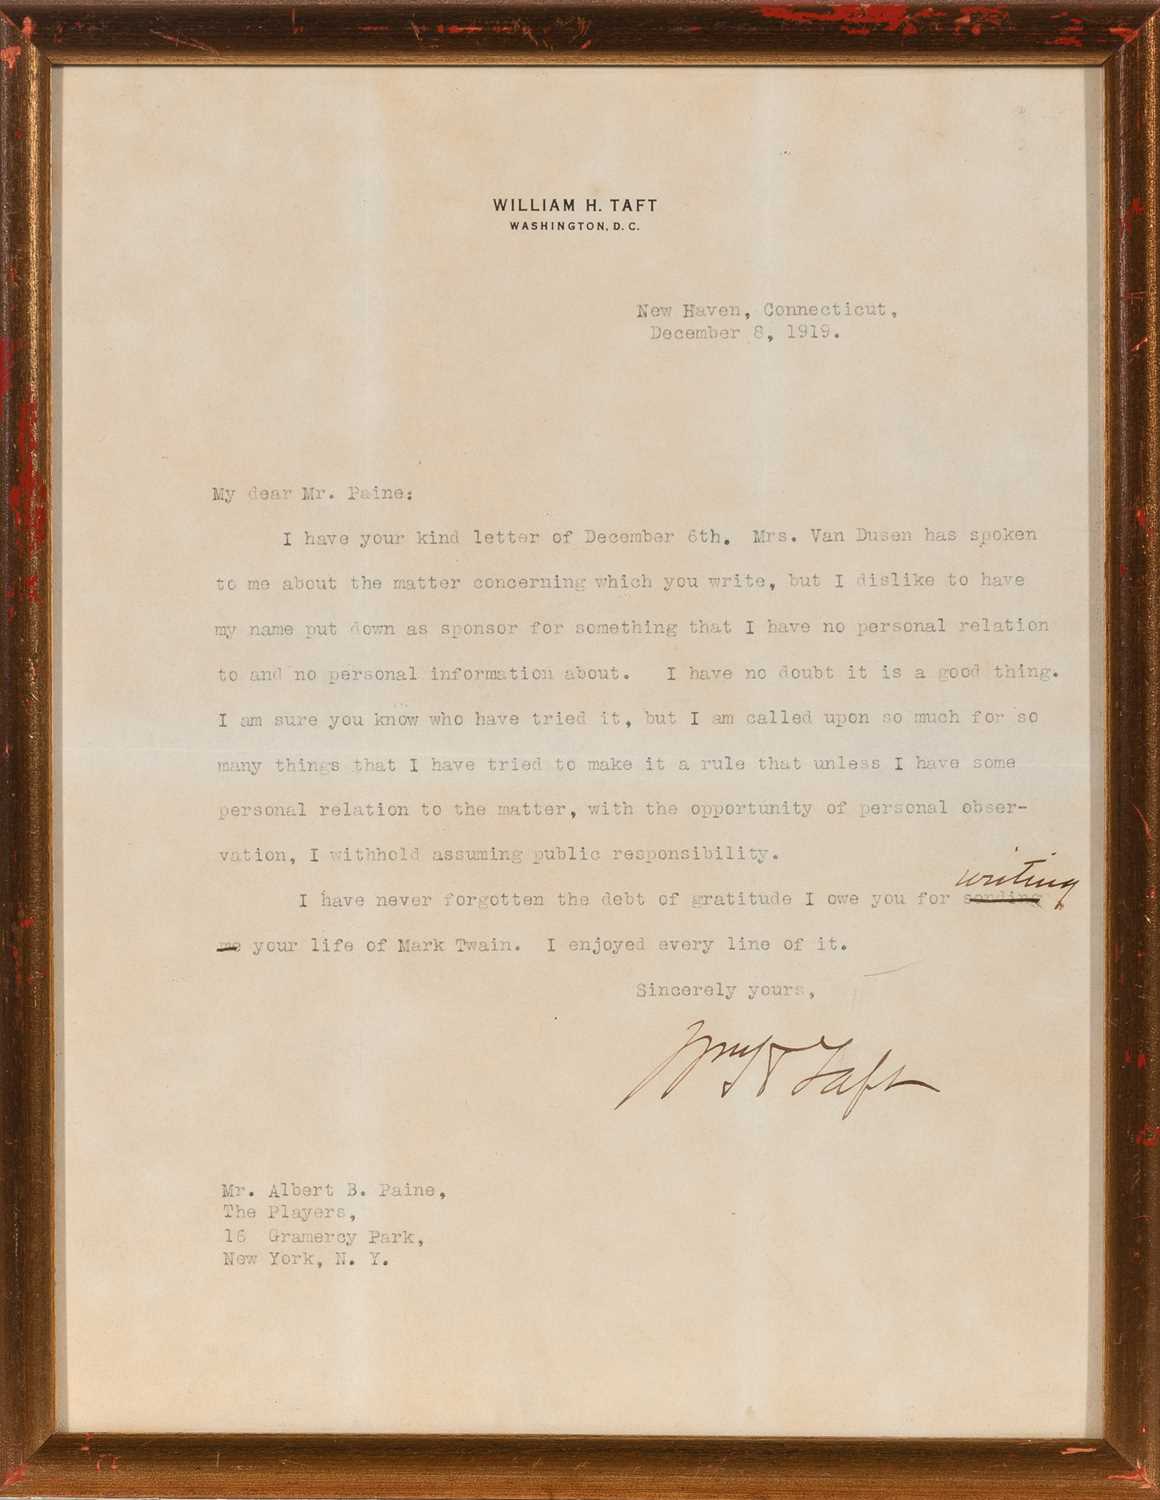 WILLIAM H. TAFT
WASHINGTON, D. C.
New Haven, Connecticut,
December 8, 1919.
My dear Mr. Paine:
I have your kind letter of December 6th. Mrs. Van Dusen has spoken
to me about the matter concerning which you write, but I dislike to have
my name put down as sponsor for something that I have no personal relation
to and no personal information about. I have no doubt it is a good thing.
I am sure you know who have tried it, but I am called upon so much for so
many things that I have tried to make it a rule that unless I have some
personal relation to the matter, with the opportunity of personal obser-
vation, I withhold assuming public responsibility.
writing
I have never forgotten the debt of gratitude I owe you for sending
me your life of Mark Twain. I enjoyed every line of it.
Sincerely yours,
Wm H Taft
Mr. Albert B. Paine,
The Players,
16 Gramercy Park,
New York, N. Y.